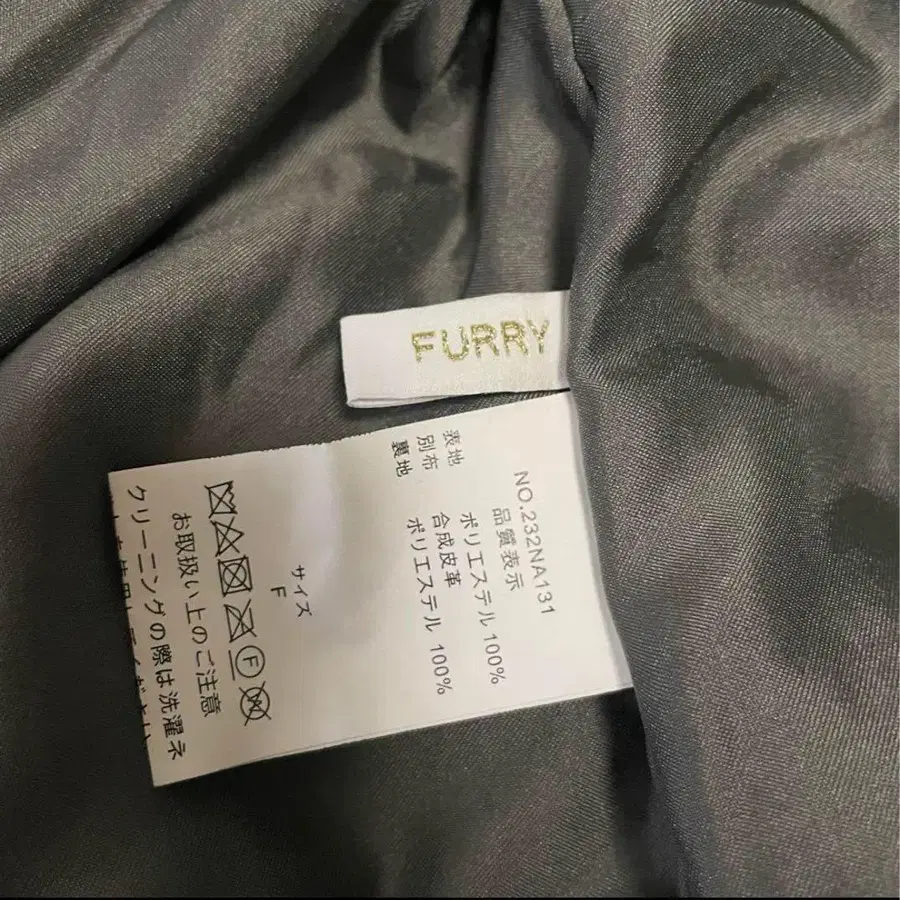 FURRY
NO.232NA131
品質表示
表地 ポリエステル 100%
別布 合成皮革
裏地 ポリエステル 100%
サイズ
F
F W
お取扱い上のご注意
クリーニングの際は洗濯ネ